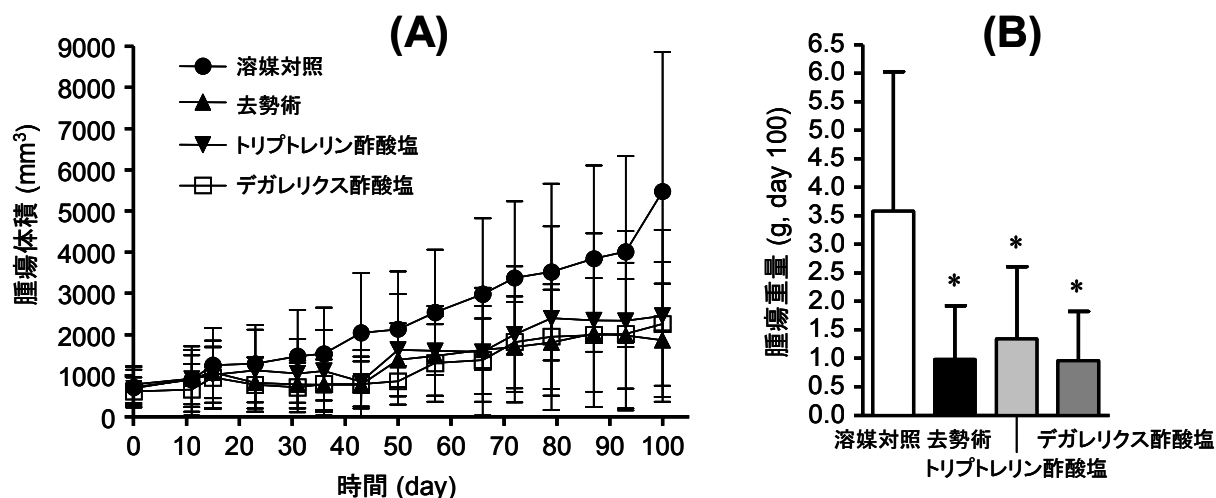 (A)
腫瘍体積 (mm³)
9000
8000
7000
6000
5000
4000
3000
2000
1000
0
溶媒対照
去勢術
トリプトレリン酢酸塩
デガレリクス酢酸塩
0 10 20 30 40 50 60 70 80 90 100
時間 (day)
(B)
腫瘍重量 (g, day 100)
6.5
6.0
5.5
5.0
4.5
4.0
3.5
3.0
2.5
2.0
1.5
1.0
0.5
0.0
* * *
溶媒対照 去勢術 デガレリクス酢酸塩
トリプトレリン酢酸塩